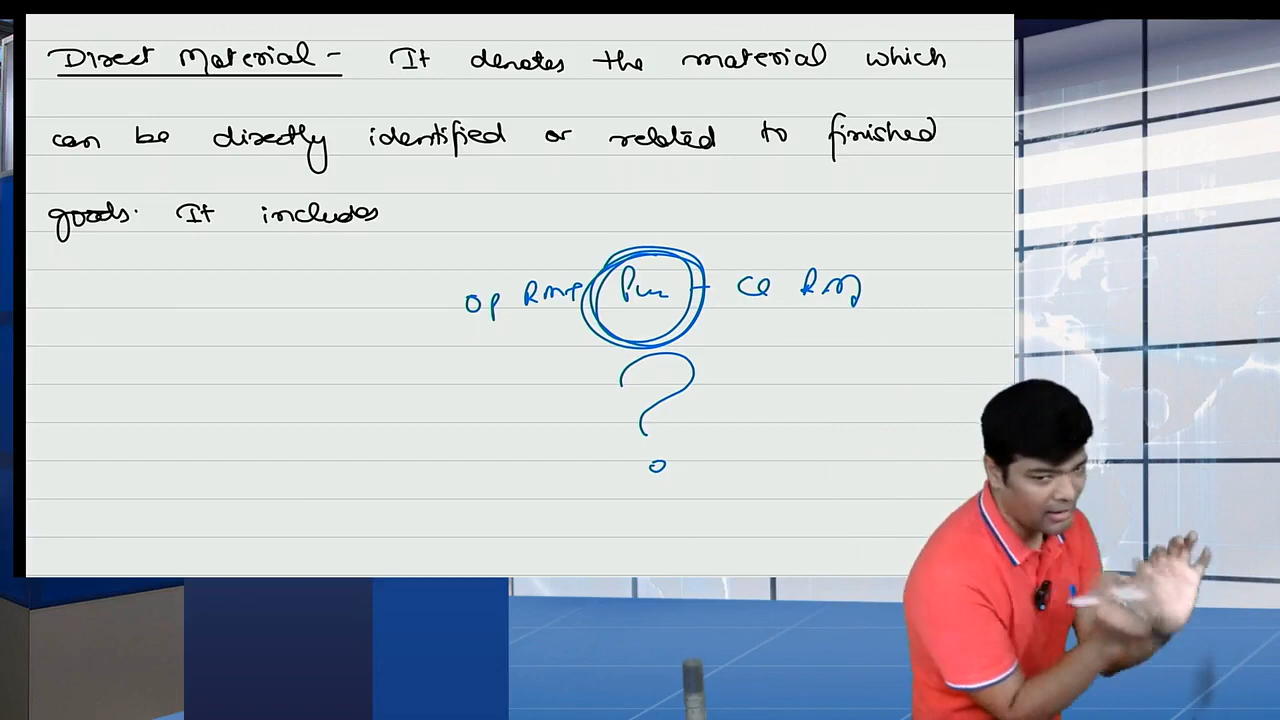 Direct Material - It denotes the material which
can be directly identified or related to finished
goods. It includes
OP RM + Pur - Cl RM
?